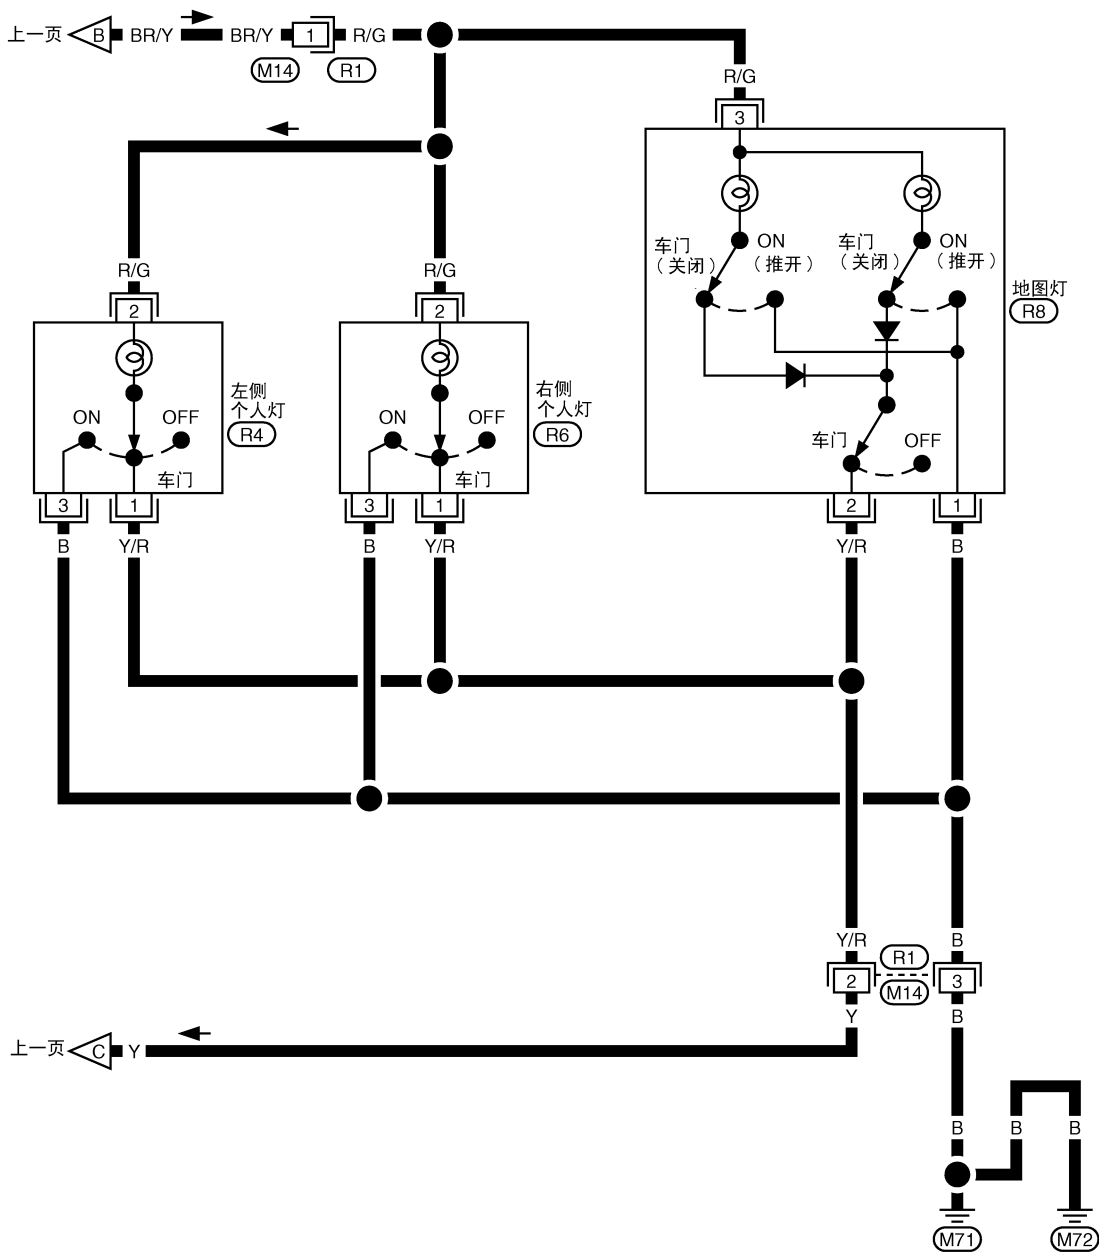 上一页 B BR/Y BR/Y 1 R/G
M14 R1
R/G
3
车门
(关闭)
ON
(推开)
车门
(关闭)
ON
(推开)
地图灯
R8
车门 OFF
2 1
Y/R B
R/G R/G
2 2
ON OFF
车门
左侧
个人灯
R4
ON OFF
车门
右侧
个人灯
R6
3 1 3 1
B Y/R B Y/R
Y/R B
R1
2 3
M14
Y B
上一页 C Y
B B B
M71 M72